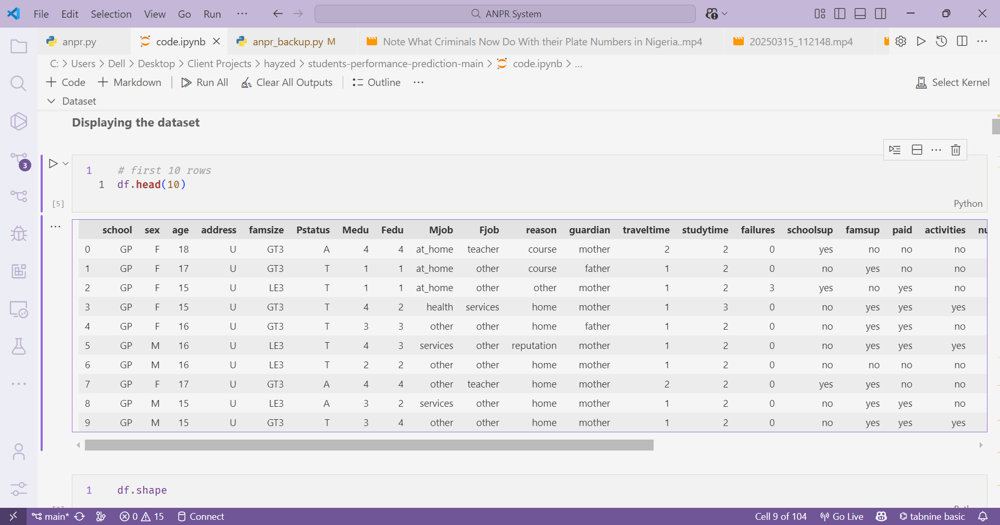 File Edit Selection View Go Run ··· ANPR System
anpr.py code.ipynb anpr_backup.py M Note What Criminals Now Do With their Plate Numbers in Nigeria..mp4 20250315_112148.mp4
C: > Users > Dell > Desktop > Client Projects > hayzed > students-performance-prediction-main > code.ipynb > ...
+ Code + Markdown Run All Clear All Outputs Outline ··· Select Kernel
Dataset
Displaying the dataset
1 # first 10 rows
1 df.head(10)
[5] Python
school sex age address famsize Pstatus Medu Fedu Mjob Fjob reason guardian traveltime studytime failures schoolsup famsup paid activities nu
0 GP F 18 U GT3 A 4 4 at_home teacher course mother 2 2 0 yes no no no
1 GP F 17 U GT3 T 1 1 at_home other course father 1 2 0 no yes no no
2 GP F 15 U LE3 T 1 1 at_home other other mother 1 2 3 yes no yes no
3 GP F 15 U GT3 T 4 2 health services home mother 1 3 0 no yes yes yes
4 GP F 16 U GT3 T 3 3 other other home father 1 2 0 no yes yes no
5 GP M 16 U LE3 T 4 3 services other reputation mother 1 2 0 no yes yes yes
6 GP M 16 U LE3 T 2 2 other other home mother 1 2 0 no no no no
7 GP F 17 U GT3 A 4 4 other teacher home mother 2 2 0 yes yes no no
8 GP M 15 U LE3 A 3 2 services other home mother 1 2 0 no yes yes no
9 GP M 15 U GT3 T 3 4 other other home mother 1 2 0 no yes yes yes
1 df.shape
3
main* 0 15 Connect Cell 9 of 104 Go Live tabnine basic